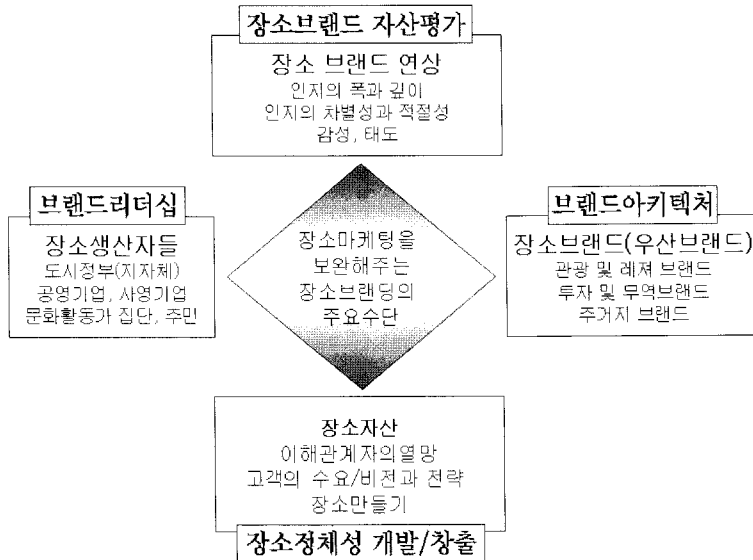 장소브랜드 자산평가
장소 브랜드 연상
인지의 폭과 깊이
인지의 차별성과 적절성
감성, 태도
브랜드리더십
장소생산자들
도시정부(지자체)
공영기업, 사영기업
문화활동가 집단, 주민
장소마케팅을
보완해주는
장소브랜딩의
주요수단
브랜드아키텍처
장소브랜드(우산브랜드)
관광 및 레져 브랜드
투자 및 무역브랜드
주거지 브랜드
장소자산
이해관계자의열망
고객의 수요/비전과 전략
장소만들기
장소정체성 개발/창출